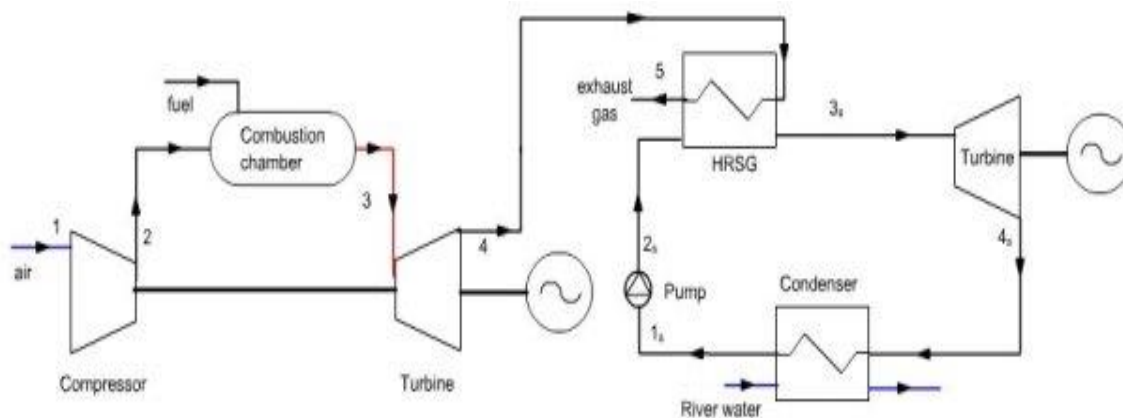 fuel
Combustion
chamber
1
air
2
3
4
Compressor
Turbine
5
exhaust
gas
HRSG
3s
Turbine
4s
2s
Pump
1s
Condenser
River water